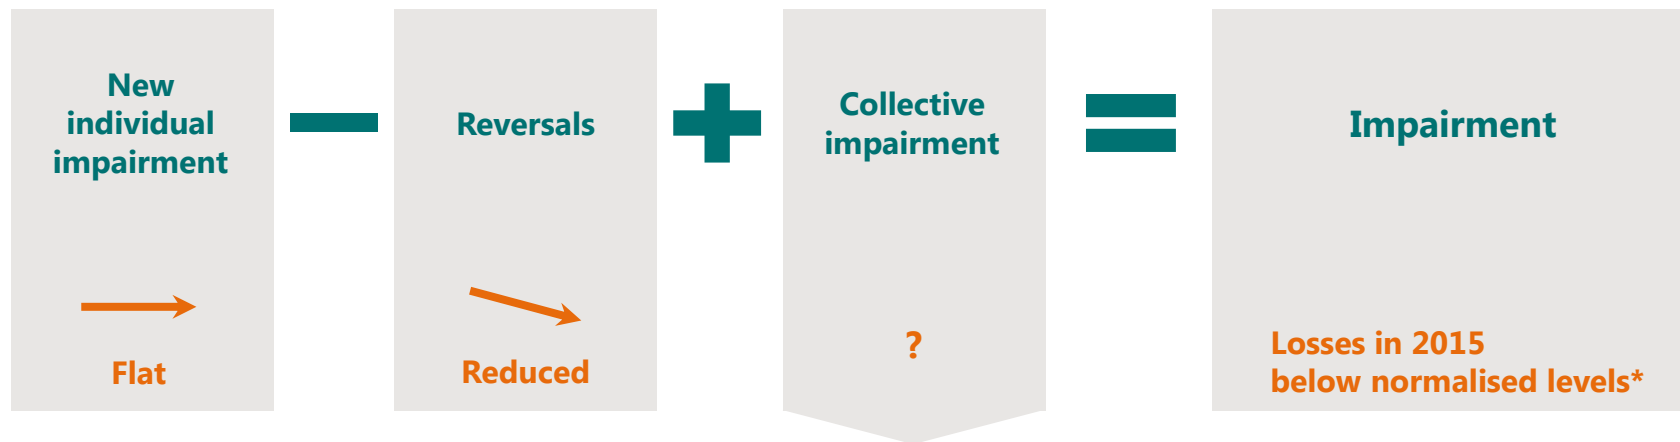 New
individual
impairment
Flat
Reversals
Reduced
Collective
impairment
?
Impairment
Losses in 2015
below normalised levels*